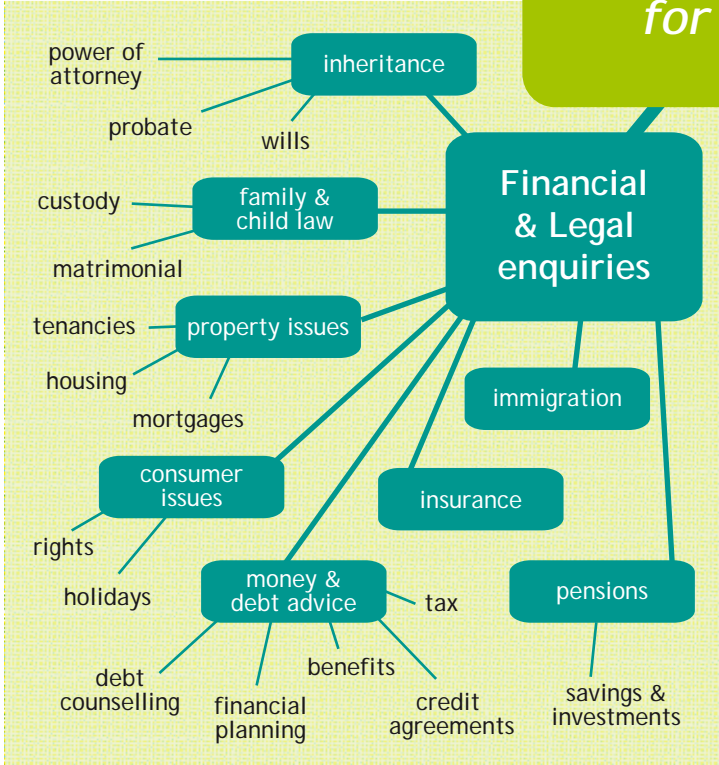 for
power of
attorney
inheritance
probate
wills
Financial
& Legal
enquiries
custody
family &
child law
matrimonial
tenancies
property issues
housing
mortgages
immigration
consumer
issues
insurance
rights
holidays
money &
debt advice
tax
pensions
benefits
debt
counselling
financial
planning
credit
agreements
savings &
investments